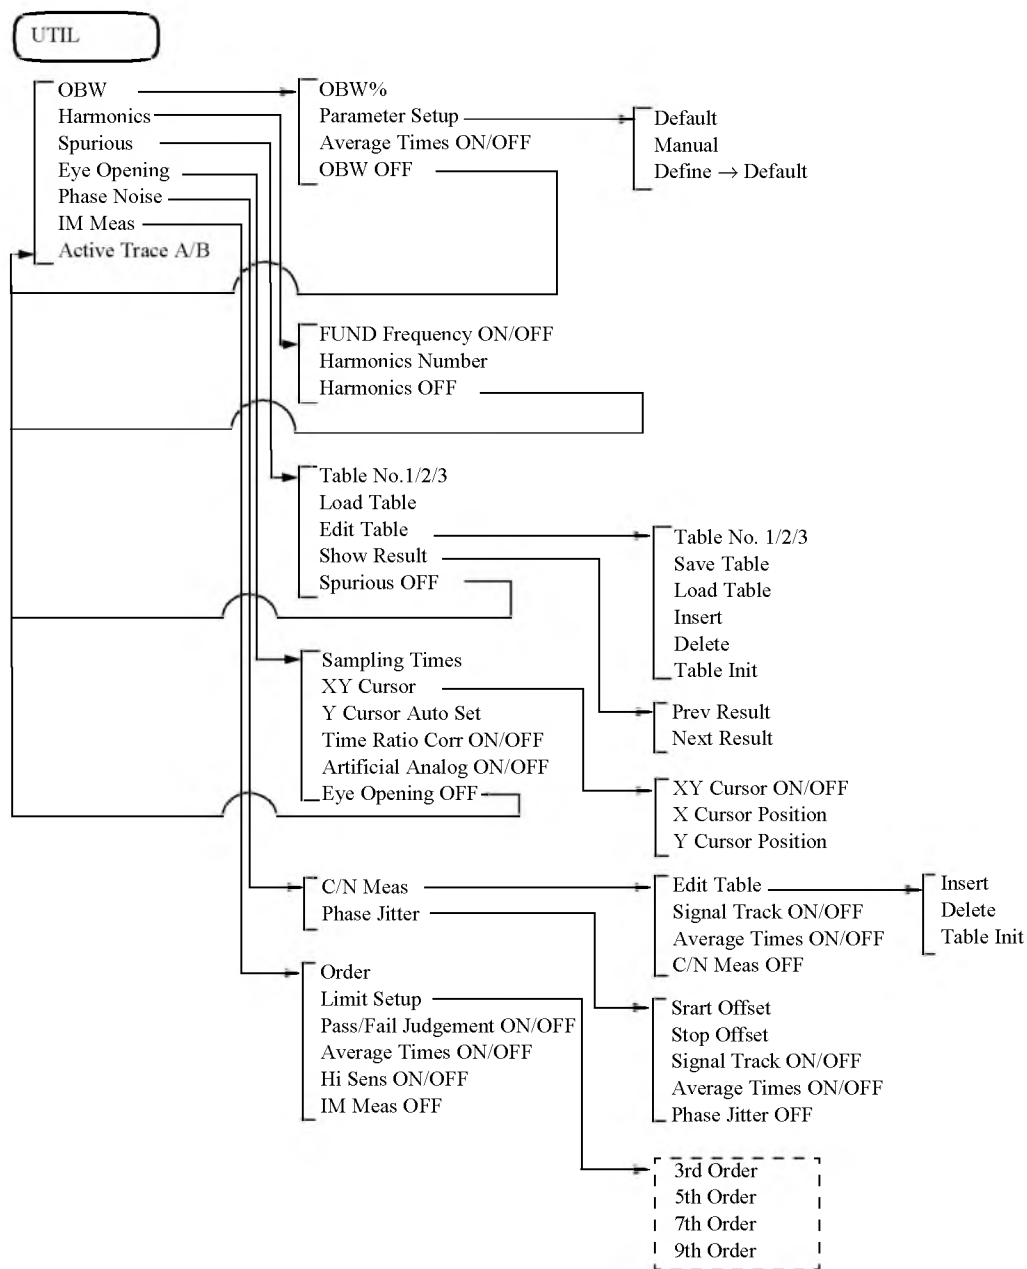 UTIL
OBW
Harmonics
Spurious
Eye Opening
Phase Noise
IM Meas
Active Trace A/B
OBW%
Parameter Setup
Average Times ON/OFF
OBW OFF
Default
Manual
Define → Default
FUND Frequency ON/OFF
Harmonics Number
Harmonics OFF
Table No.1/2/3
Load Table
Edit Table
Show Result
Spurious OFF
Table No. 1/2/3
Save Table
Load Table
Insert
Delete
Table Init
Prev Result
Next Result
Sampling Times
XY Cursor
Y Cursor Auto Set
Time Ratio Corr ON/OFF
Artificial Analog ON/OFF
Eye Opening OFF
XY Cursor ON/OFF
X Cursor Position
Y Cursor Position
C/N Meas
Phase Jitter
Edit Table
Signal Track ON/OFF
Average Times ON/OFF
C/N Meas OFF
Insert
Delete
Table Init
Order
Limit Setup
Pass/Fail Judgement ON/OFF
Average Times ON/OFF
Hi Sens ON/OFF
IM Meas OFF
Srart Offset
Stop Offset
Signal Track ON/OFF
Average Times ON/OFF
Phase Jitter OFF
3rd Order
5th Order
7th Order
9th Order